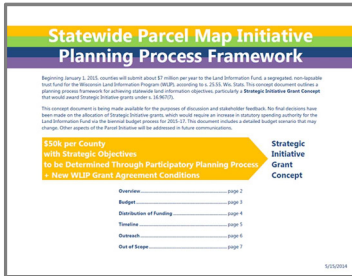 Statewide Parcel Map Initiative
Planning Process Framework
Beginning January 1, 2015, counties will submit about $7 million per year to the Land Information Fund, a segregated, non-lapsable
trust fund for the Wisconsin Land Information Program (WLIP), according to s. 25.55, Wis. Stats. This concept document outlines a
planning process framework for achieving statewide land information objectives, particularly a Strategic Initiative Grant Concept
that would award Strategic Initiative grants under s. 16.967(7).
This concept document is being made available for the purposes of discussion and stakeholder feedback. No final decisions have
been made on the allocation of Strategic Initiative grants, which would require an increase in statutory spending authority for the
Land Information Fund via the biennial budget process for 2015-17. This document includes a detailed budget scenario that may
change. Other aspects of the Parcel Initiative will be addressed in future communications.
$50k per County
with Strategic Objectives
to be Determined Through Participatory Planning Process
+ New WLIP Grant Agreement Conditions
Strategic
Initiative
Grant
Concept
Overview page 2
Budget page 3
Distribution of Funding page 4
Timeline page 5
Outreach page 6
Out of Scope page 7
5/15/2014